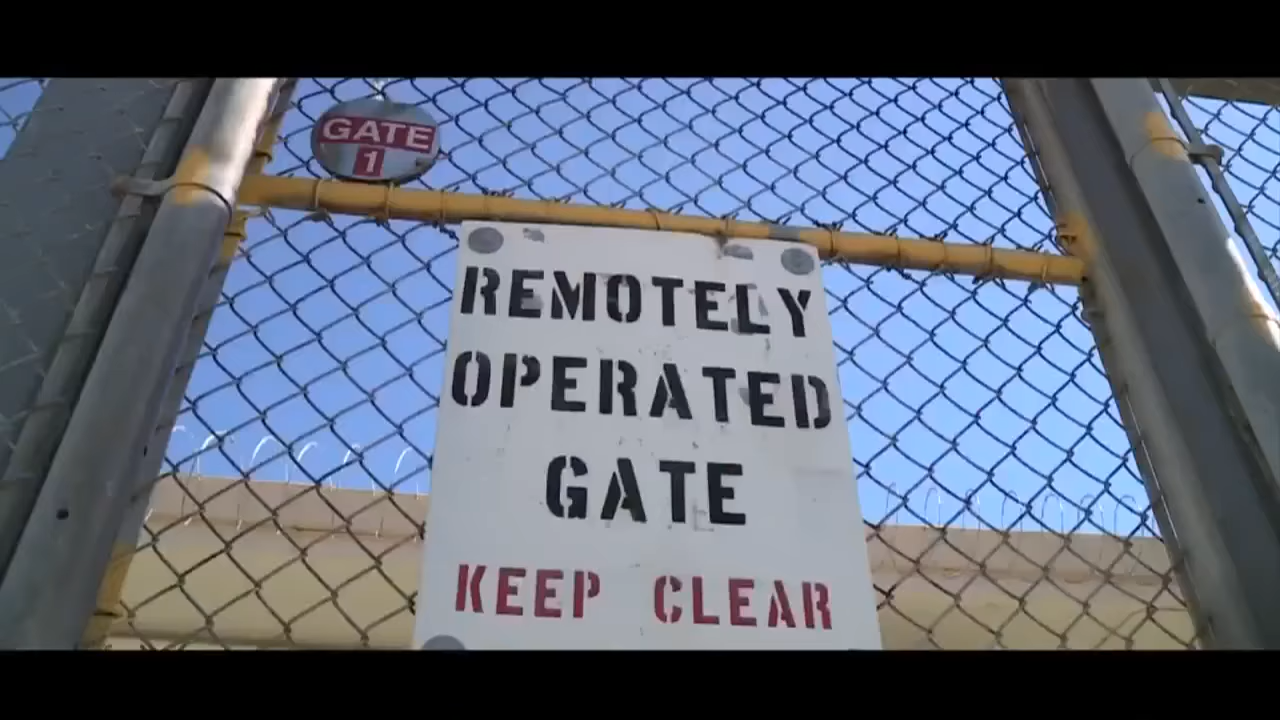 GATE
1
REMOTELY
OPERATED
GATE
KEEP CLEAR